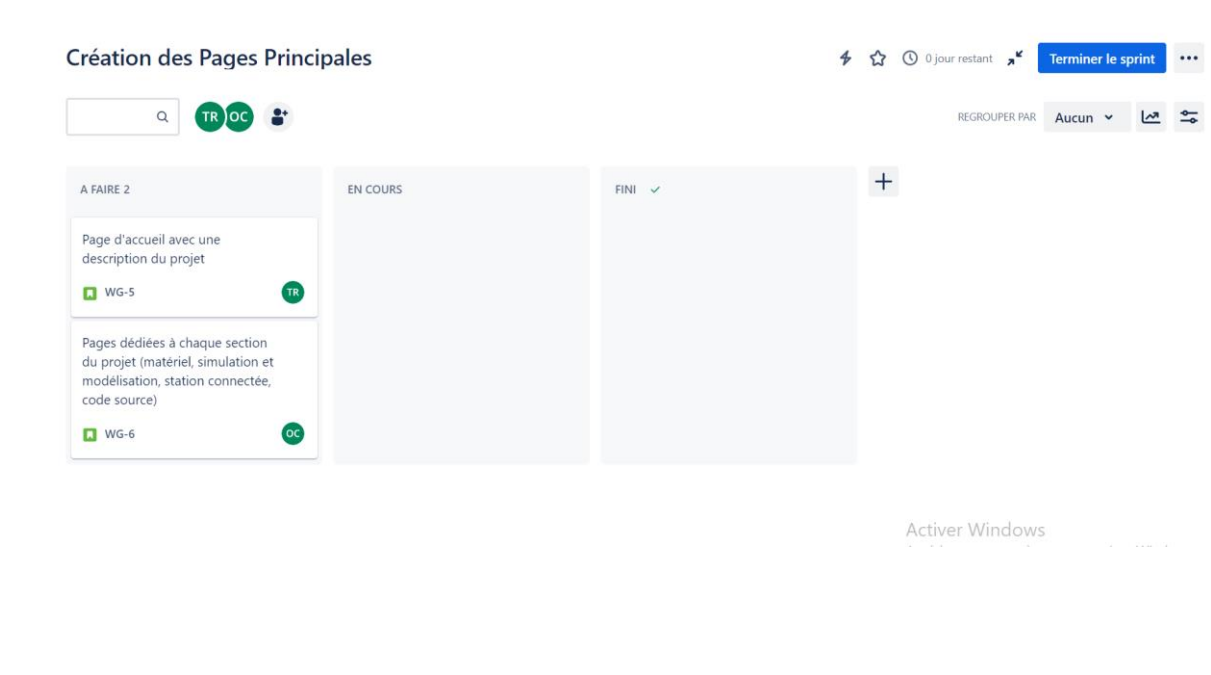 Création des Pages Principales
0 jour restant
Terminer le sprint
TR OC
REGROUPER PAR
Aucun
A FAIRE 2
EN COURS
FINI
Page d'accueil avec une
description du projet
WG-5
TR
Pages dédiées à chaque section
du projet (matériel, simulation et
modélisation, station connectée,
code source)
WG-6
OC
Activer Windows